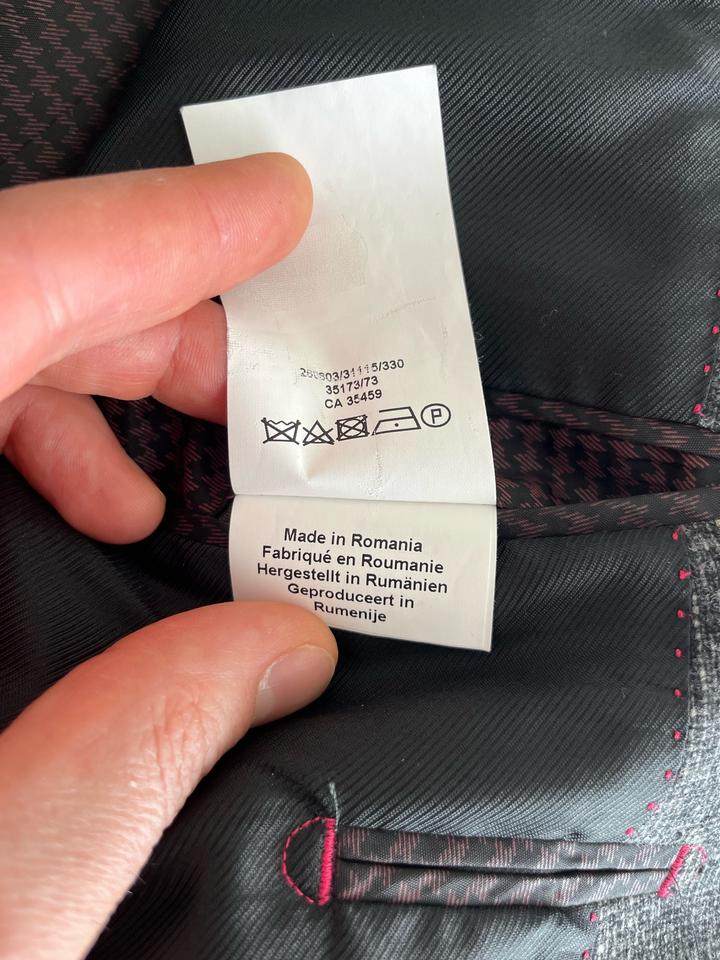 35173/73
CA 35459
P
Made in Romania
Fabriqué en Roumanie
Hergestellt in Rumänien
Geproduceert in
Rumenije